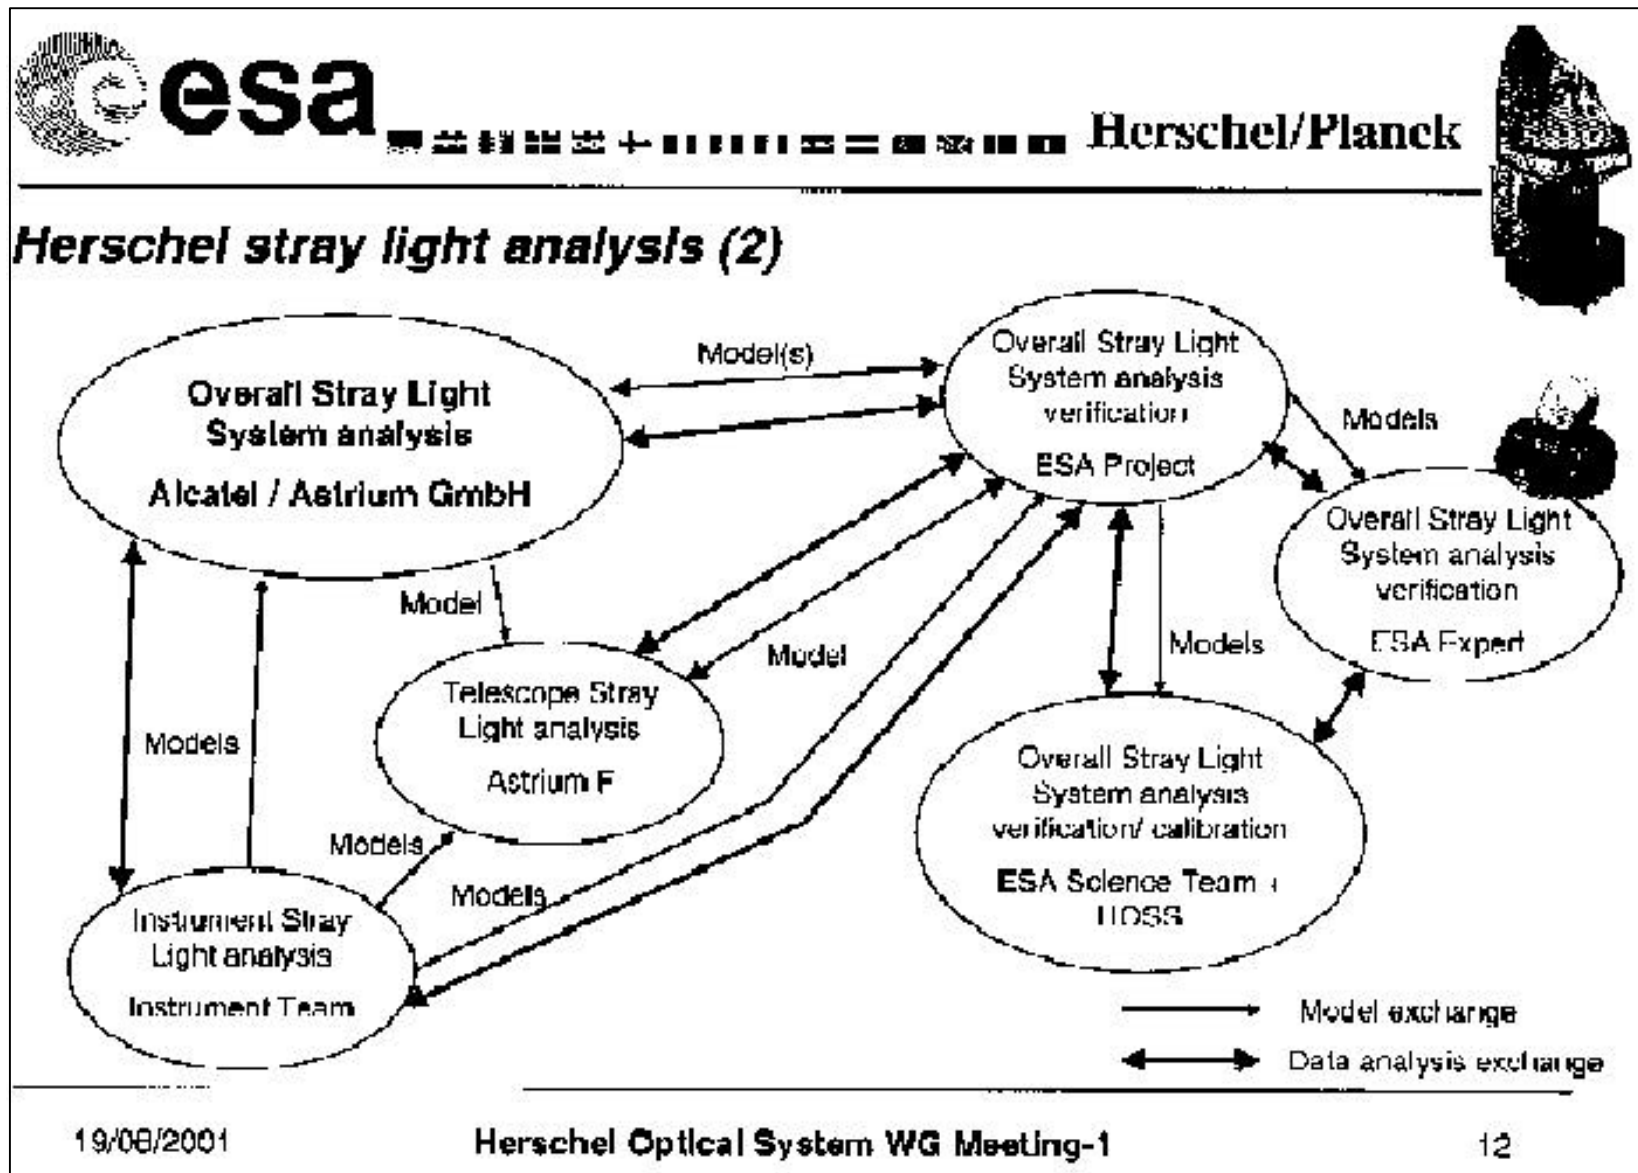 esa
Herschel/Planck
Herschel stray light analysis (2)
Overall Stray Light
System analysis
Alcatel / Astrium GmbH
Model(s)
Overall Stray Light
System analysis
verification
ESA Project
Models
Overall Stray Light
System analysis
verification
ESA Expert
Model
Telescope Stray
Light analysis
Astrium F
Model
Models
Overall Stray Light
System analysis
verification/ calibration
ESA Science Team +
HOSS
Models
Models
Models
Instrument Stray
Light analysis
Instrument Team
Model exchange
Data analysis exchange
Herschel Optical System WG Meeting-1
12